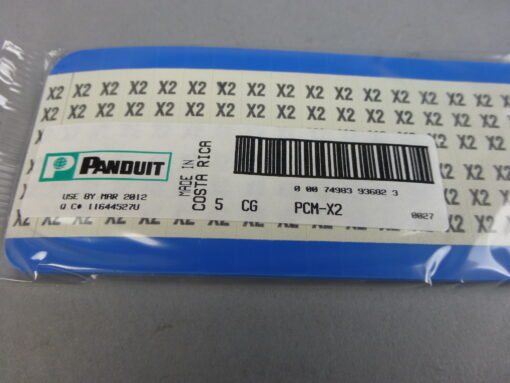 X2 X2 X2 X2 X2 X2 X2 X2 X2 X2 X2 X2 X2 X2 X2 X2
X2 X2 X2 X2 X2 X2 X2 X2 X2 X2 X2 X2 X2 X2 X2 X2
PANDUIT
USE BY MAR 2012
Q.C# 11644527U
MADE IN
COSTA RICA
0 00 74983 93682 3
5 CG PCM-X2
0827